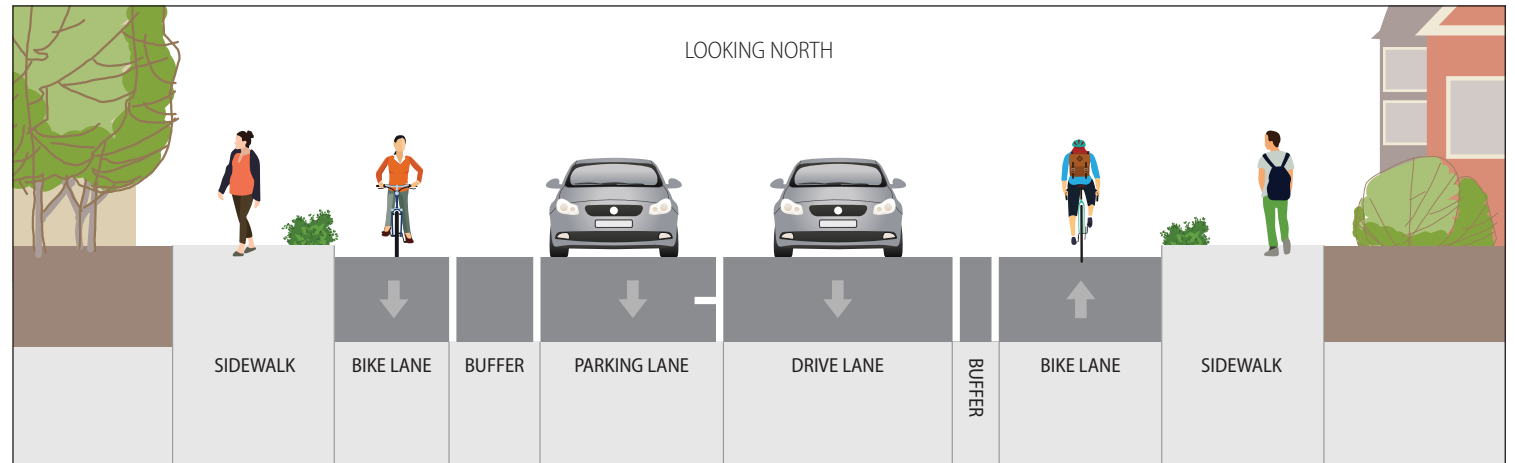 LOOKING NORTH
SIDEWALK
BIKE LANE
BUFFER
PARKING LANE
DRIVE LANE
BUFFER
BIKE LANE
SIDEWALK